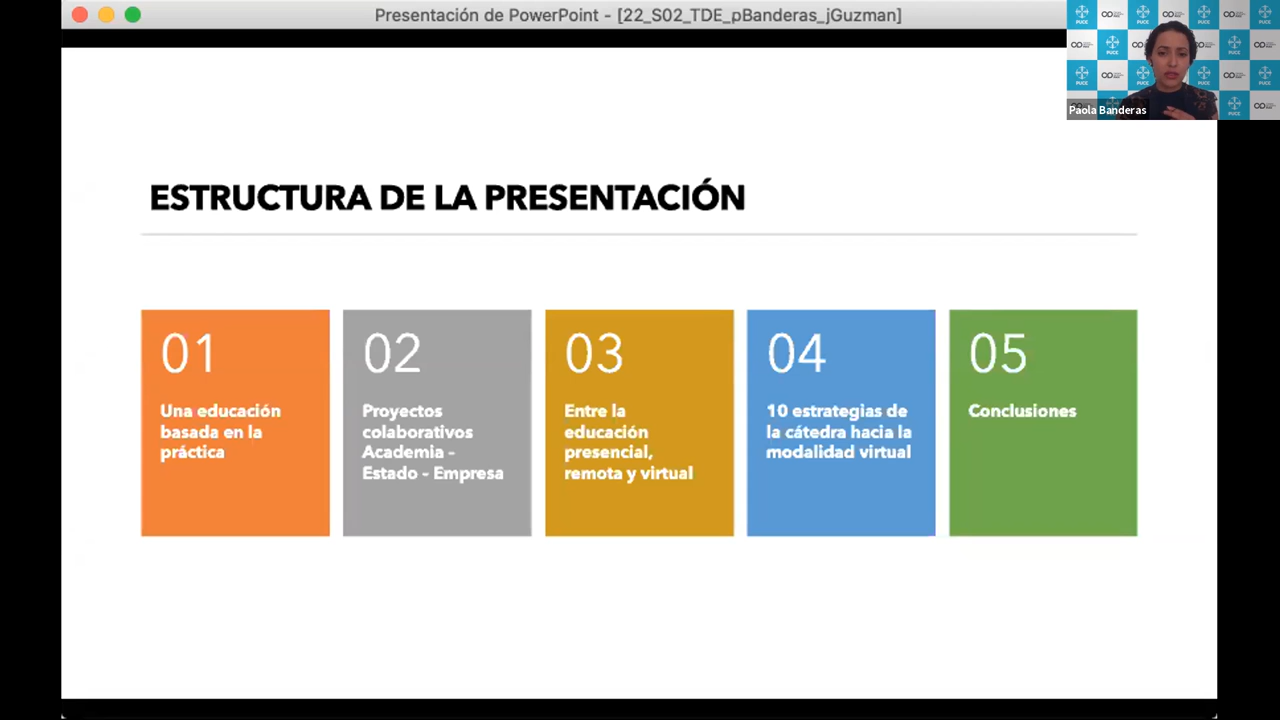 Presentación de PowerPoint - [22_S02_TDE_pBanderas_jGuzman]
PUCE
Paola Banderas
ESTRUCTURA DE LA PRESENTACIÓN
01
Una educación
basada en la
práctica
02
Proyectos
colaborativos
Academia -
Estado - Empresa
03
Entre la
educación
presencial,
remota y virtual
04
10 estrategias de
la cátedra hacia la
modalidad virtual
05
Conclusiones